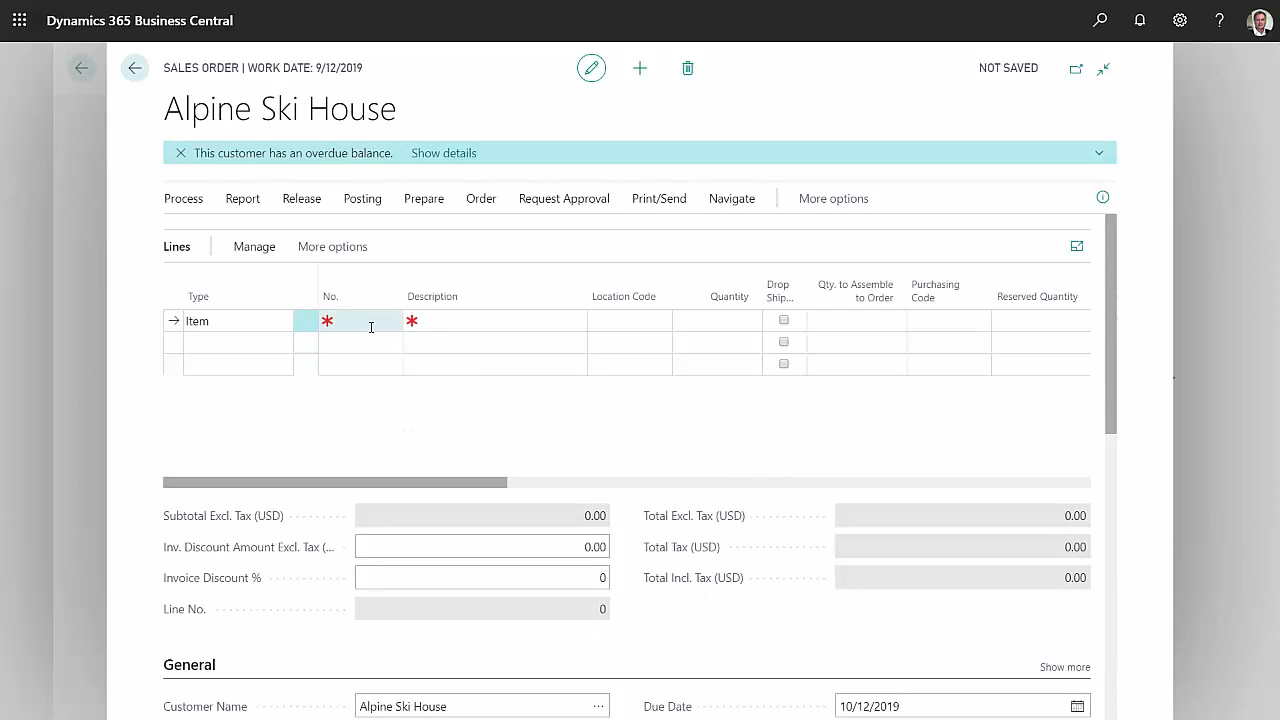 Dynamics 365 Business Central
?
SALES ORDER | WORK DATE: 9/12/2019
NOT SAVED
Alpine Ski House
This customer has an overdue balance. Show details
Process Report Release Posting Prepare Order Request Approval Print/Send Navigate More options
Lines Manage More options
Type No. Description Location Code Quantity Drop Ship... Qty. to Assemble to Order Purchasing Code Reserved Quantity
Item * *
Subtotal Excl. Tax (USD) 0.00 Total Excl. Tax (USD) 0.00
Inv. Discount Amount Excl. Tax (... 0.00 Total Tax (USD) 0.00
Invoice Discount % 0 Total Incl. Tax (USD) 0.00
Line No. 0
General Show more
Customer Name Alpine Ski House ... Due Date 10/12/2019